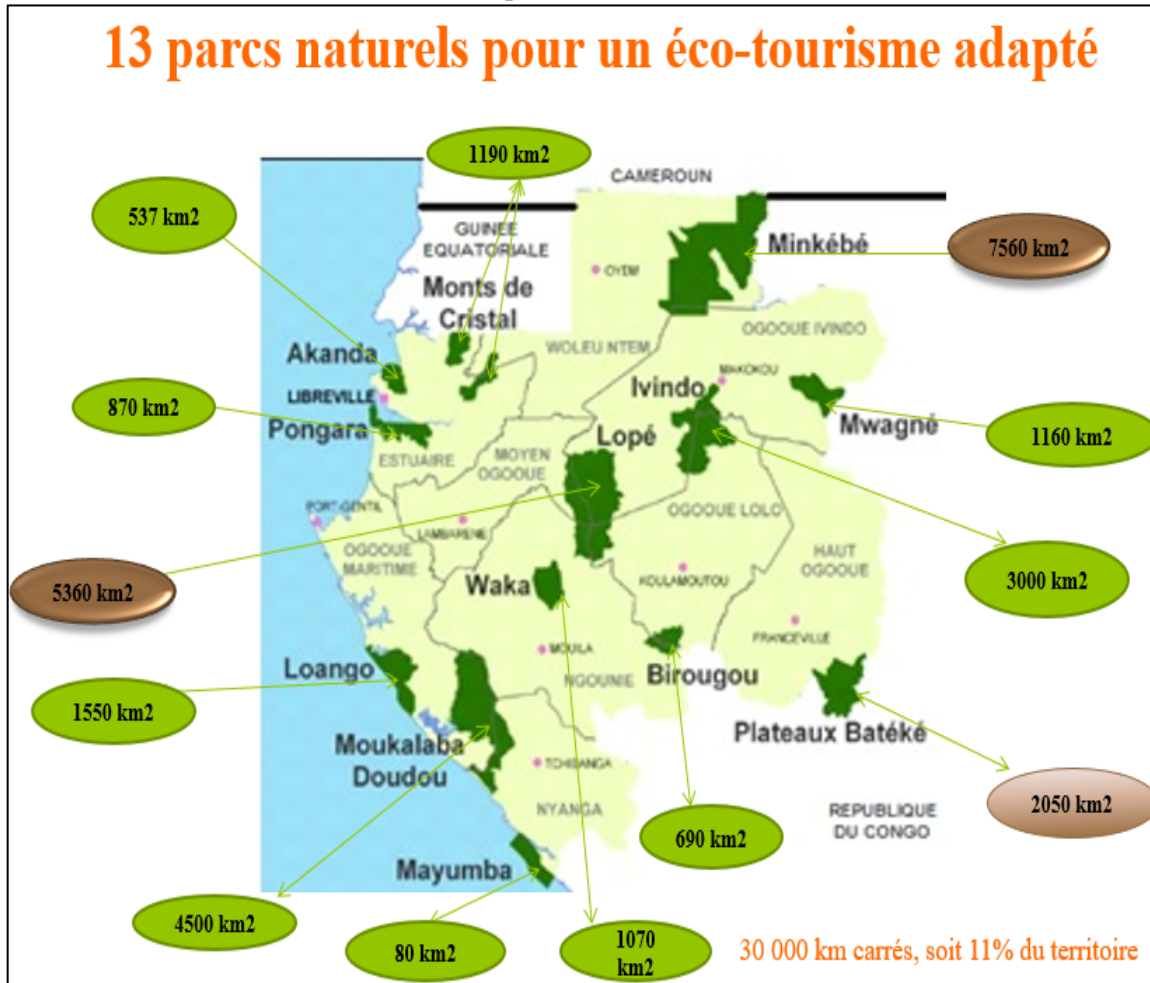 13 parcs naturels pour un éco-tourisme adapté
1190 km2
CAMEROUN
537 km2
GUINEE
EQUATORIALE
Minkébé
7560 km2
OYEM
Monts de
Cristal
OGOOUE IVINDO
WOLEU NTEM
Akanda
MAKOKOU
LIBREVILLE
Ivindo
870 km2
Pongara
Mwagné
1160 km2
Lopé
ESTUAIRE
MOYEN
OGOOUE
PORT-GENTIL
OGOOUE LOLO
LAMBARENE
OGOOUE
MARITIME
HAUT
OGOOUE
3000 km2
5360 km2
Waka
KOULAMOUTOU
FRANCEVILLE
MOUILA
Loango
Birougou
NGOUNIE
1550 km2
Plateaux Batéké
Moukalaba
Doudou
TCHIBANGA
NYANGA
2050 km2
REPUBLIQUE
DU CONGO
690 km2
Mayumba
4500 km2
80 km2
1070
km2
30 000 km carrés, soit 11% du territoire